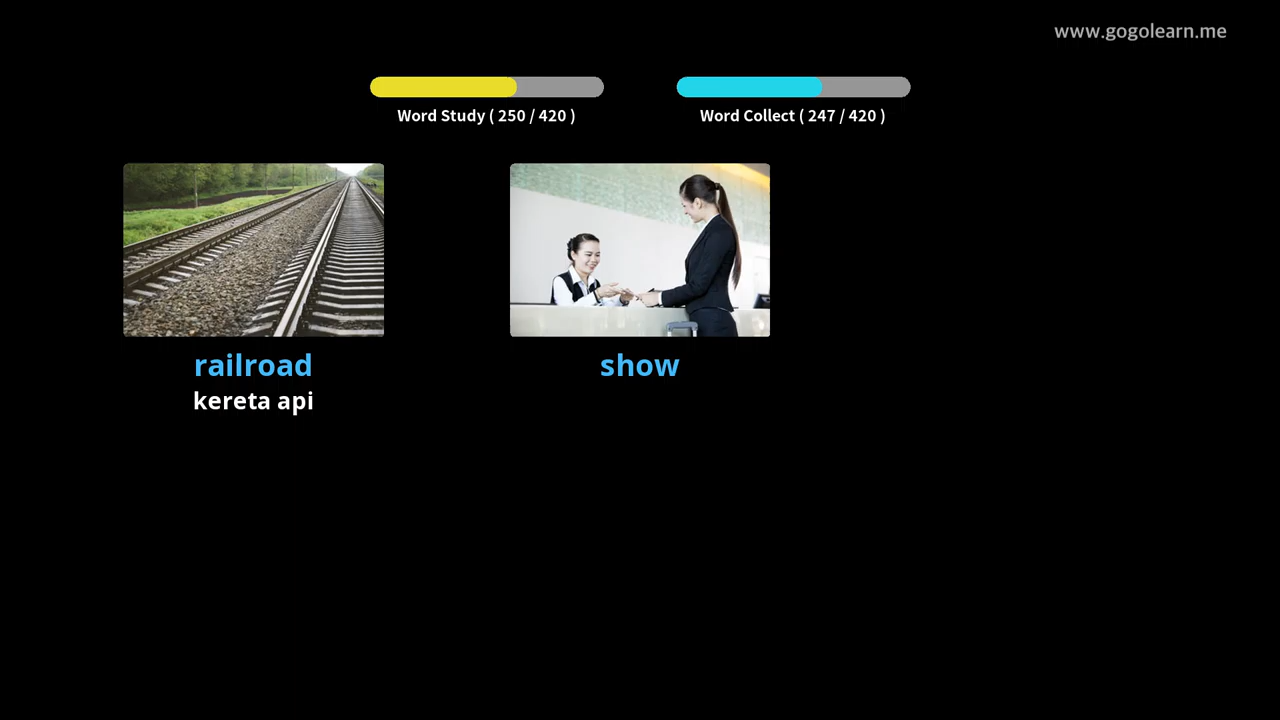 www.gogolearn.me
Word Study ( 250 / 420 )
Word Collect ( 247 / 420 )
railroad
show
kereta api